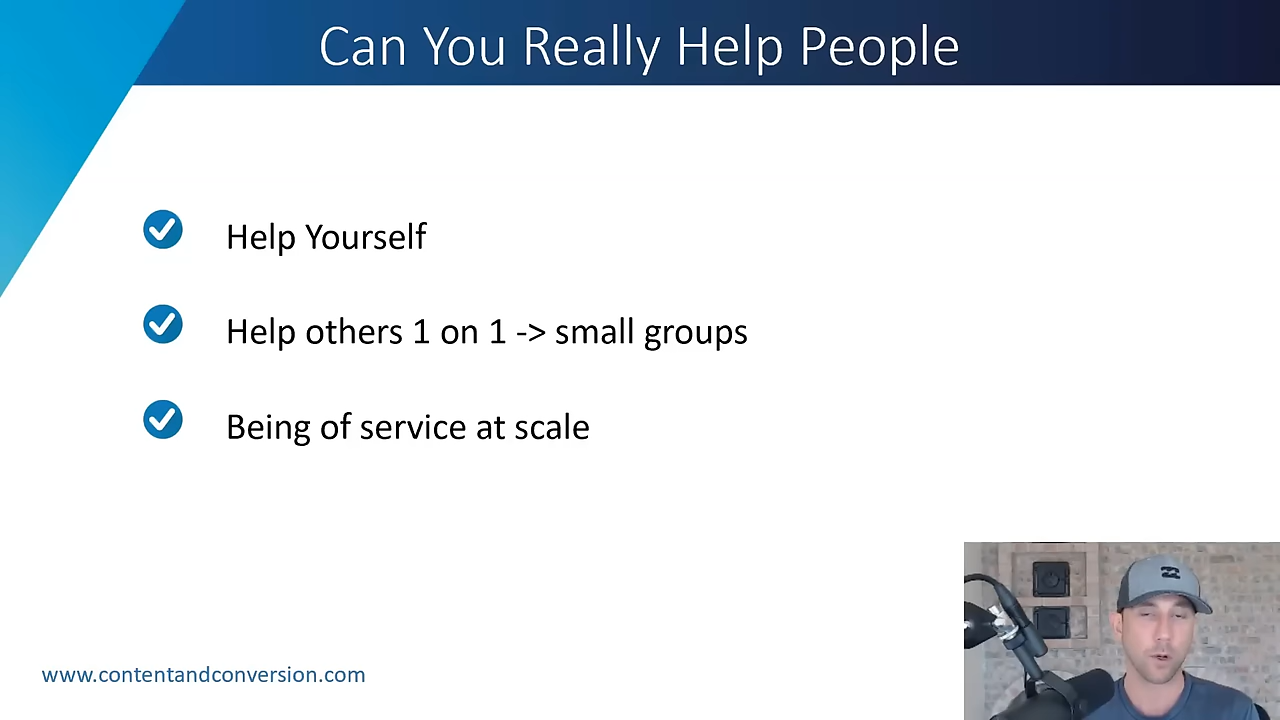 Can You Really Help People
Help Yourself
Help others 1 on 1 -> small groups
Being of service at scale
www.contentandconversion.com